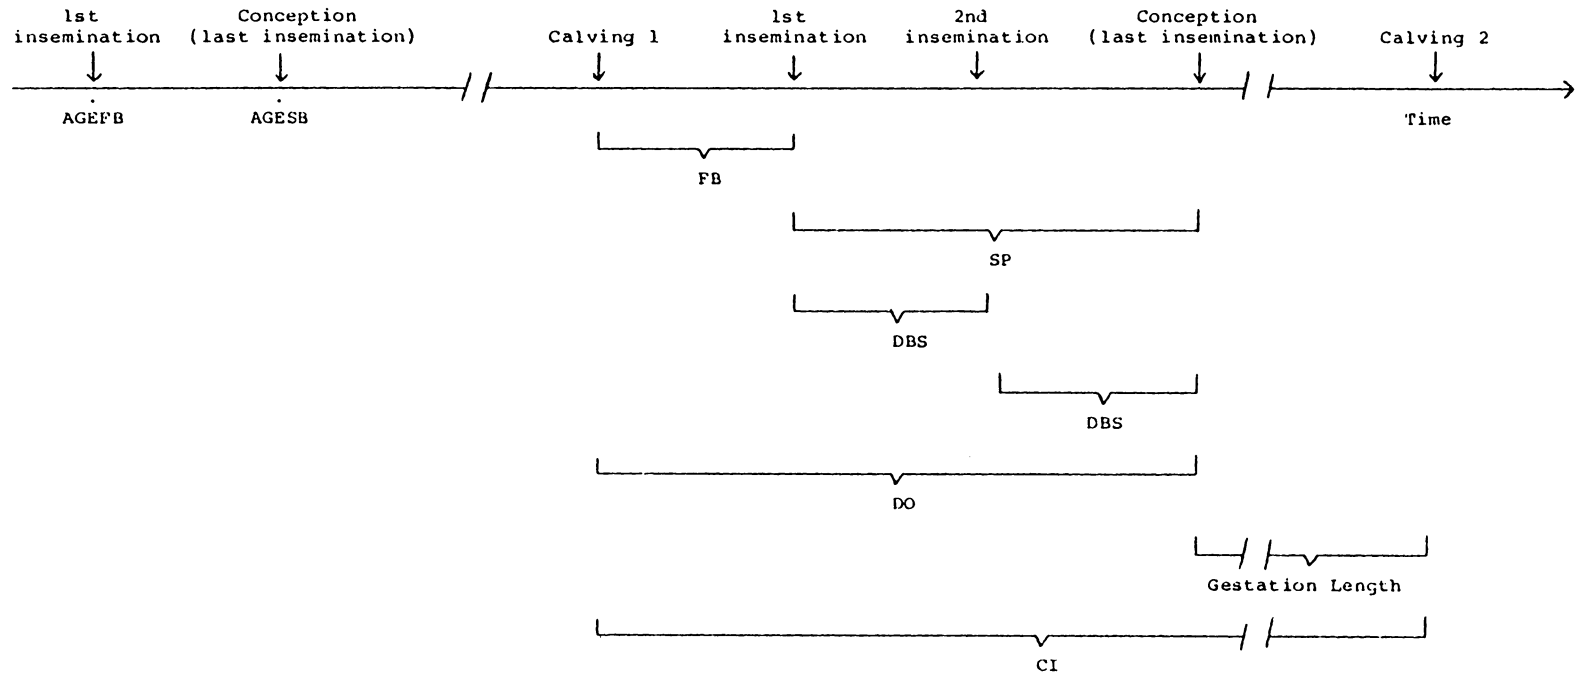 1st insemination
Conception (last insemination)
Calving 1
1st insemination
2nd insemination
Conception (last insemination)
Calving 2
AGEFB
AGESB
Time
FB
SP
DBS
DBS
DO
Gestation Length
CI